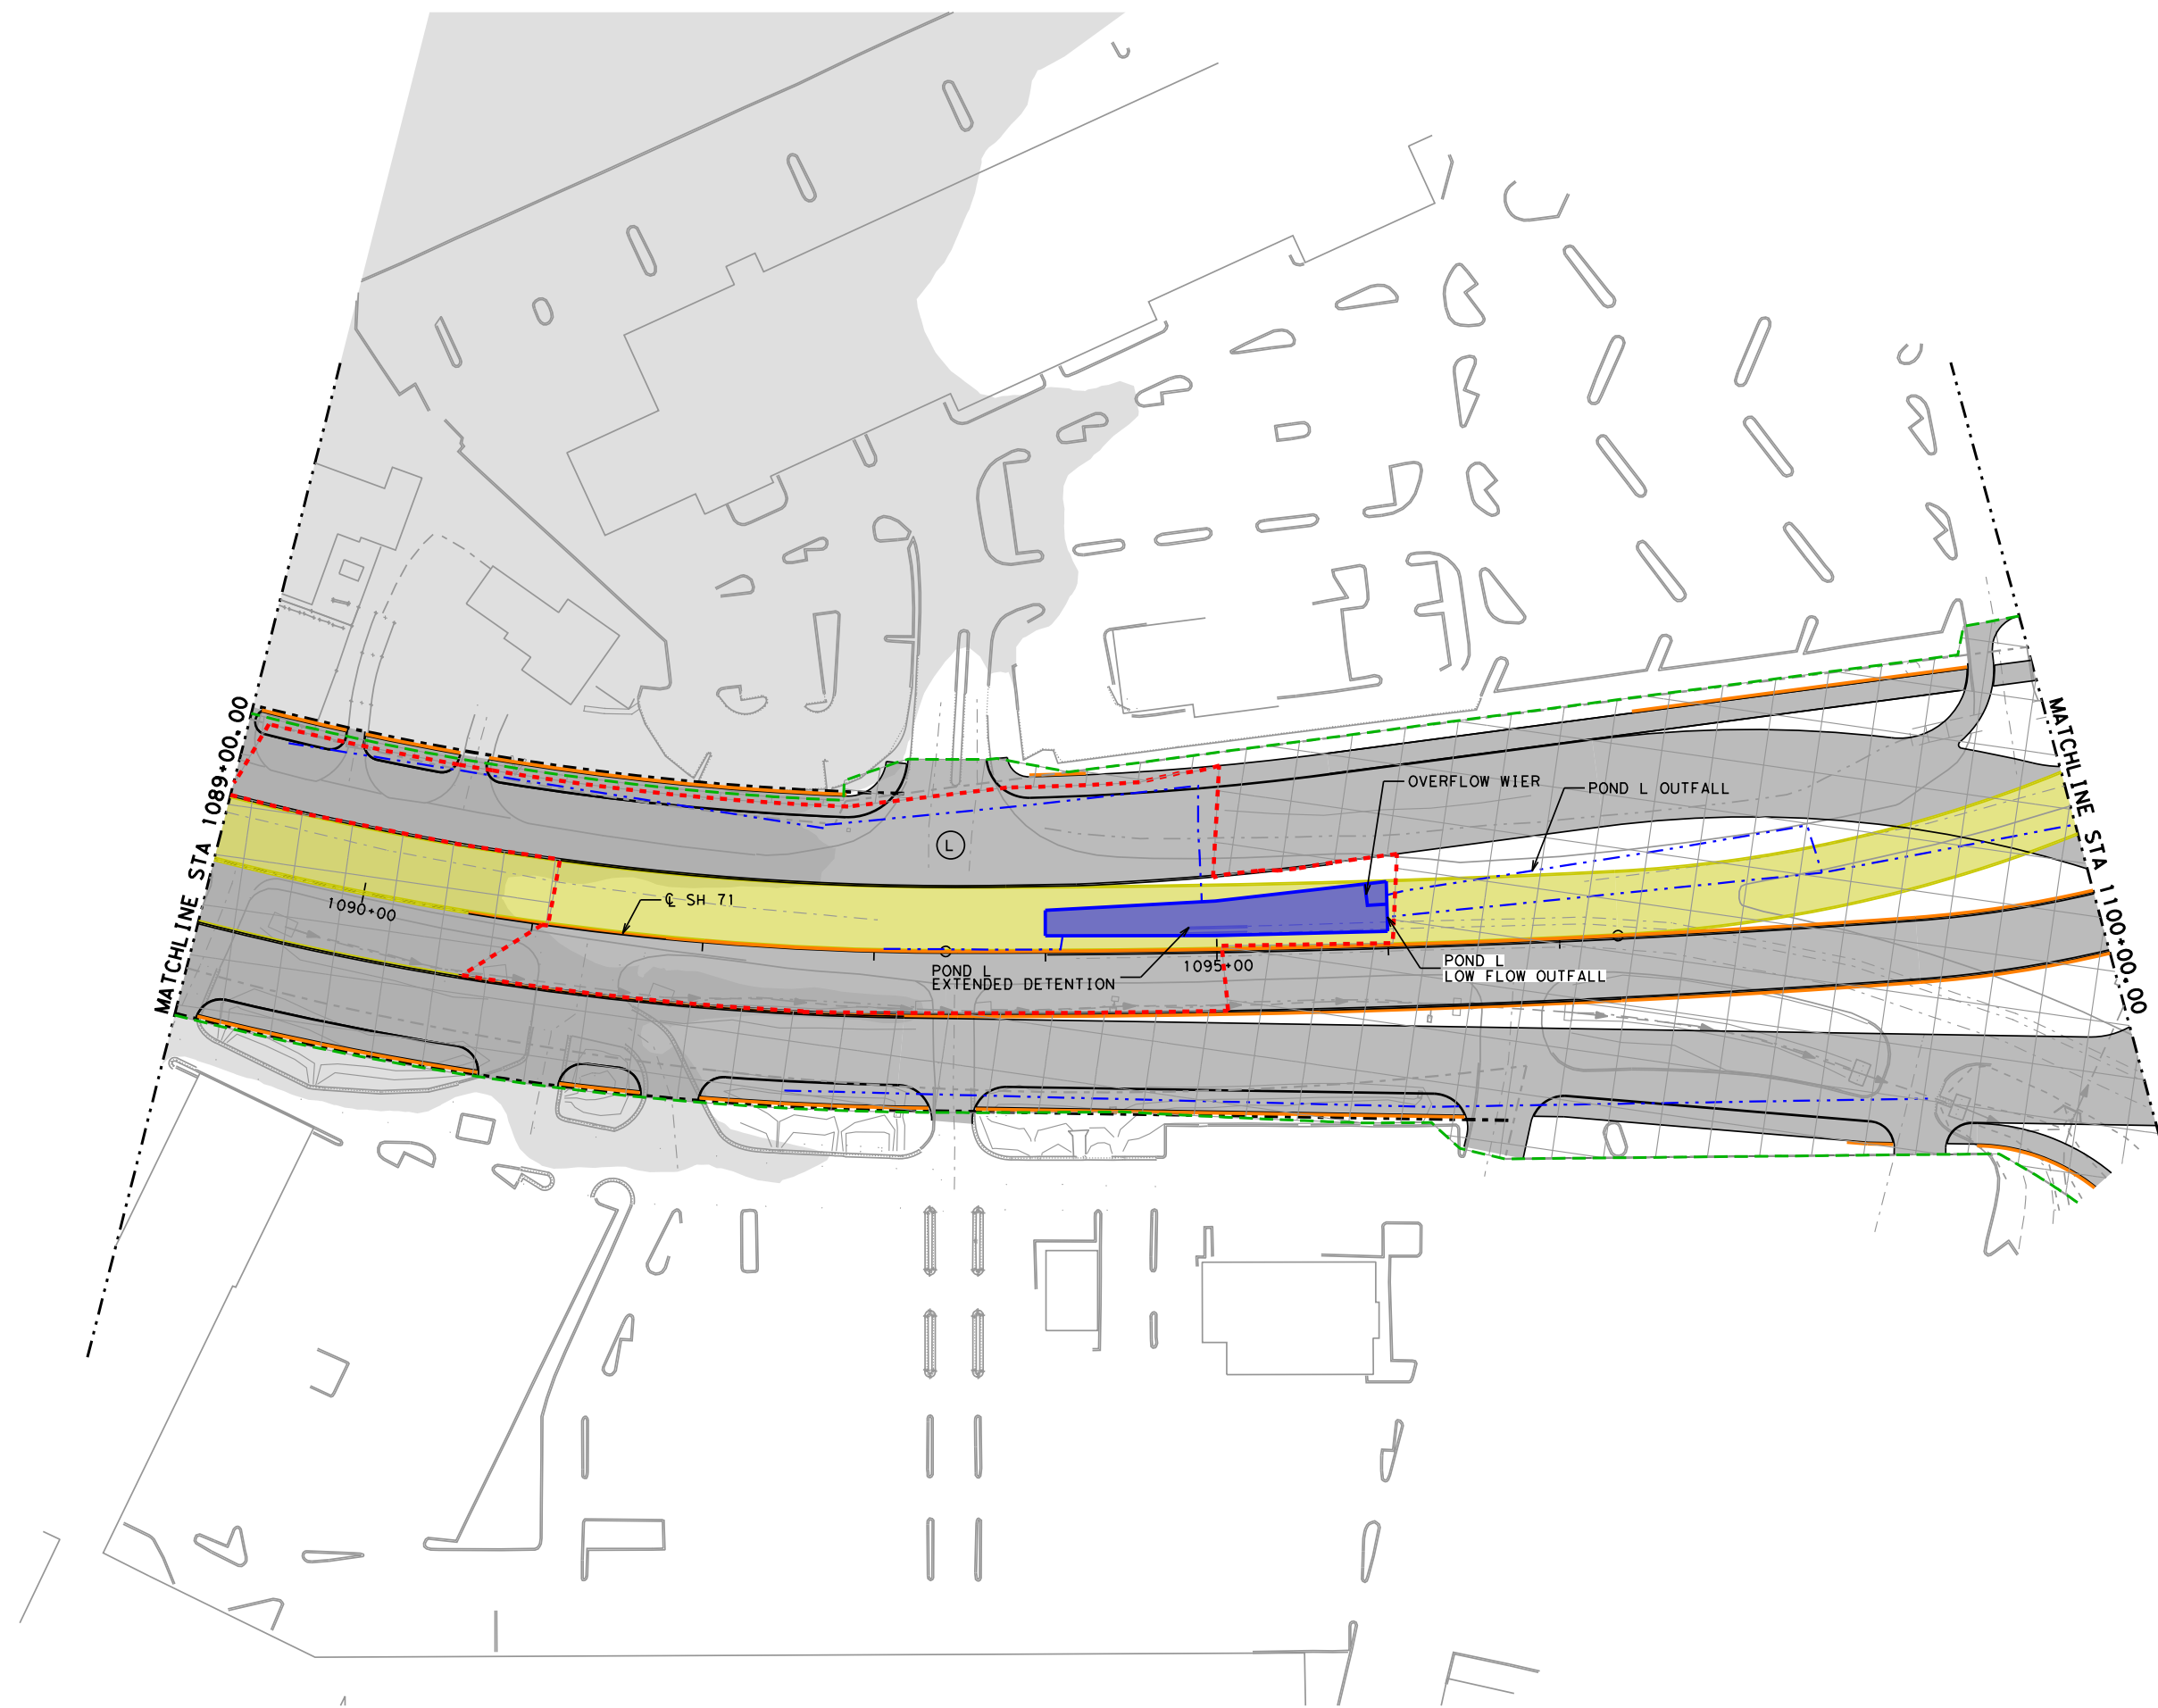 MATCHLINE STA 1089+00.00
MATCHLINE STA 1100+00.00
OVERFLOW WIER
POND L OUTFALL
L
℄ SH 71
1090+00
1095+00
POND L
EXTENDED DETENTION
POND L
LOW FLOW OUTFALL